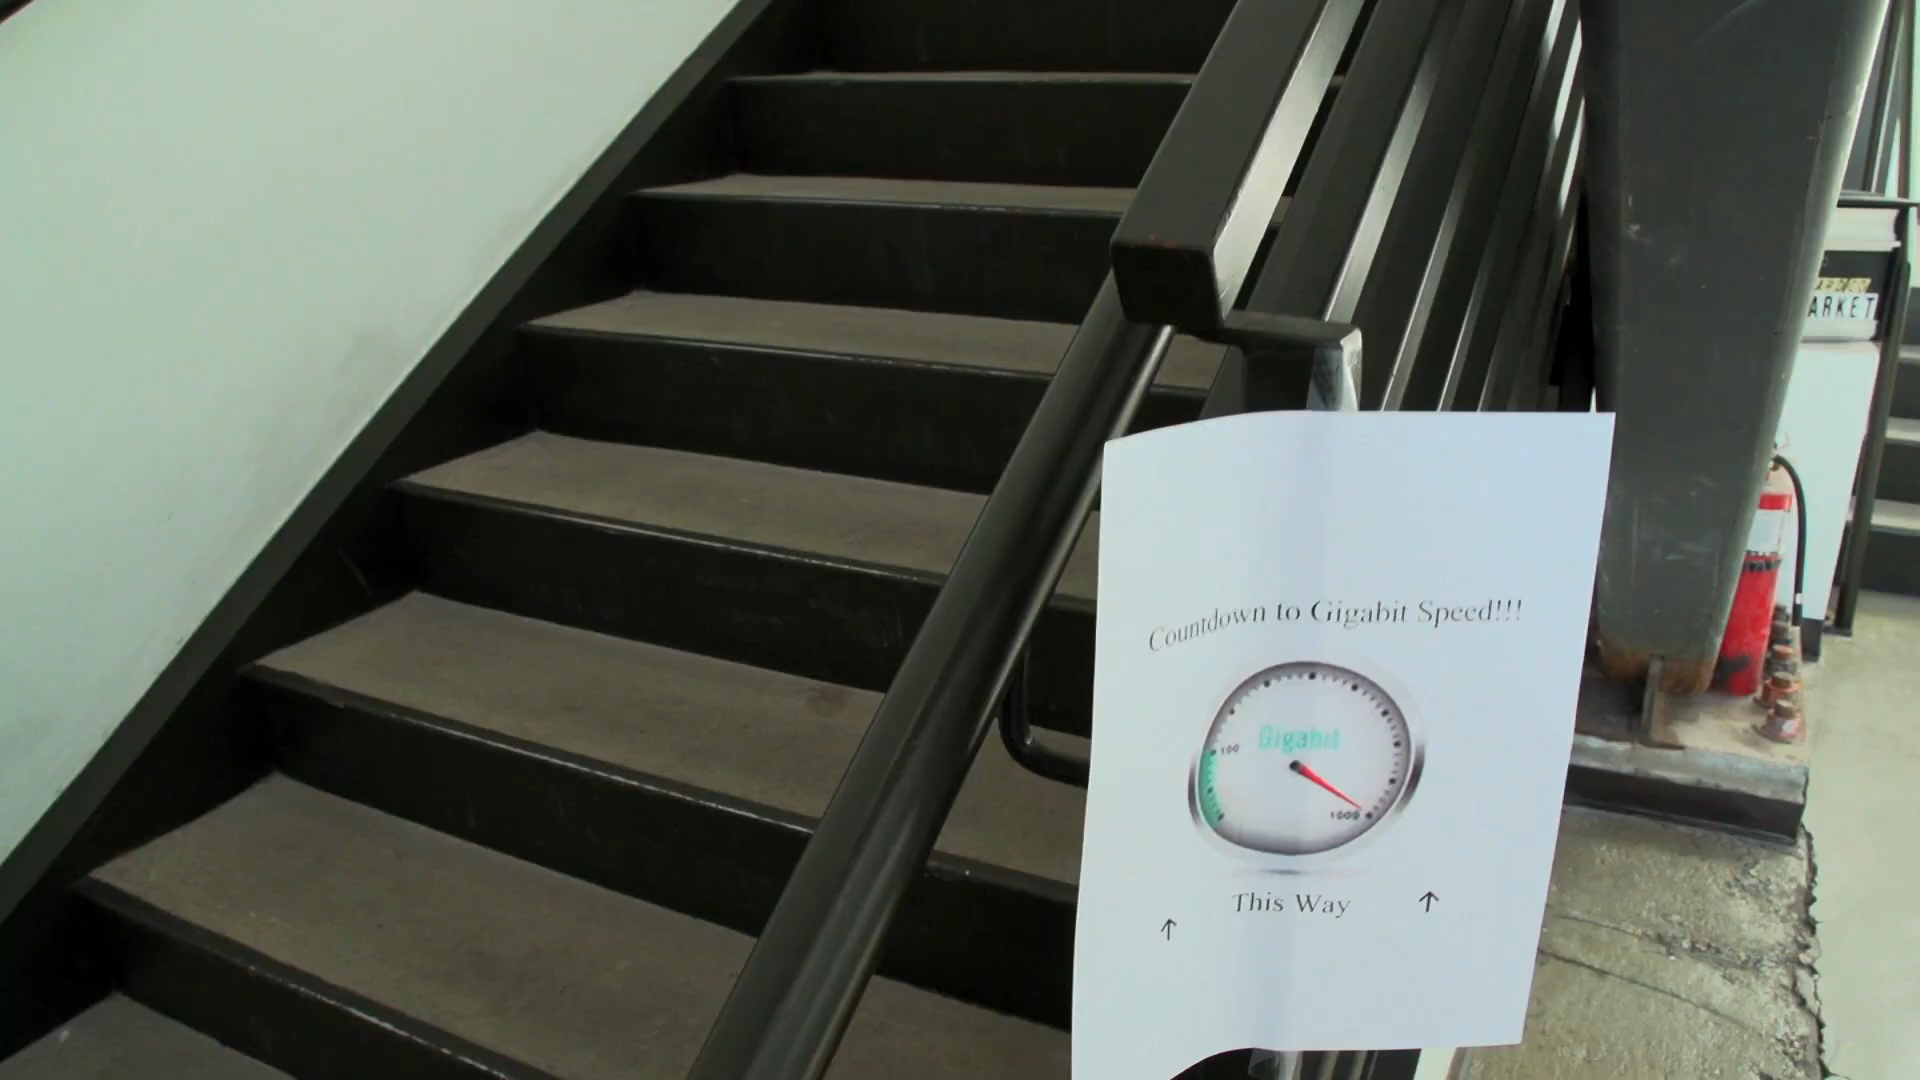 ARKET
Countdown to Gigabit Speed!!!
Gigabit
100
1000
This Way ↑
↑